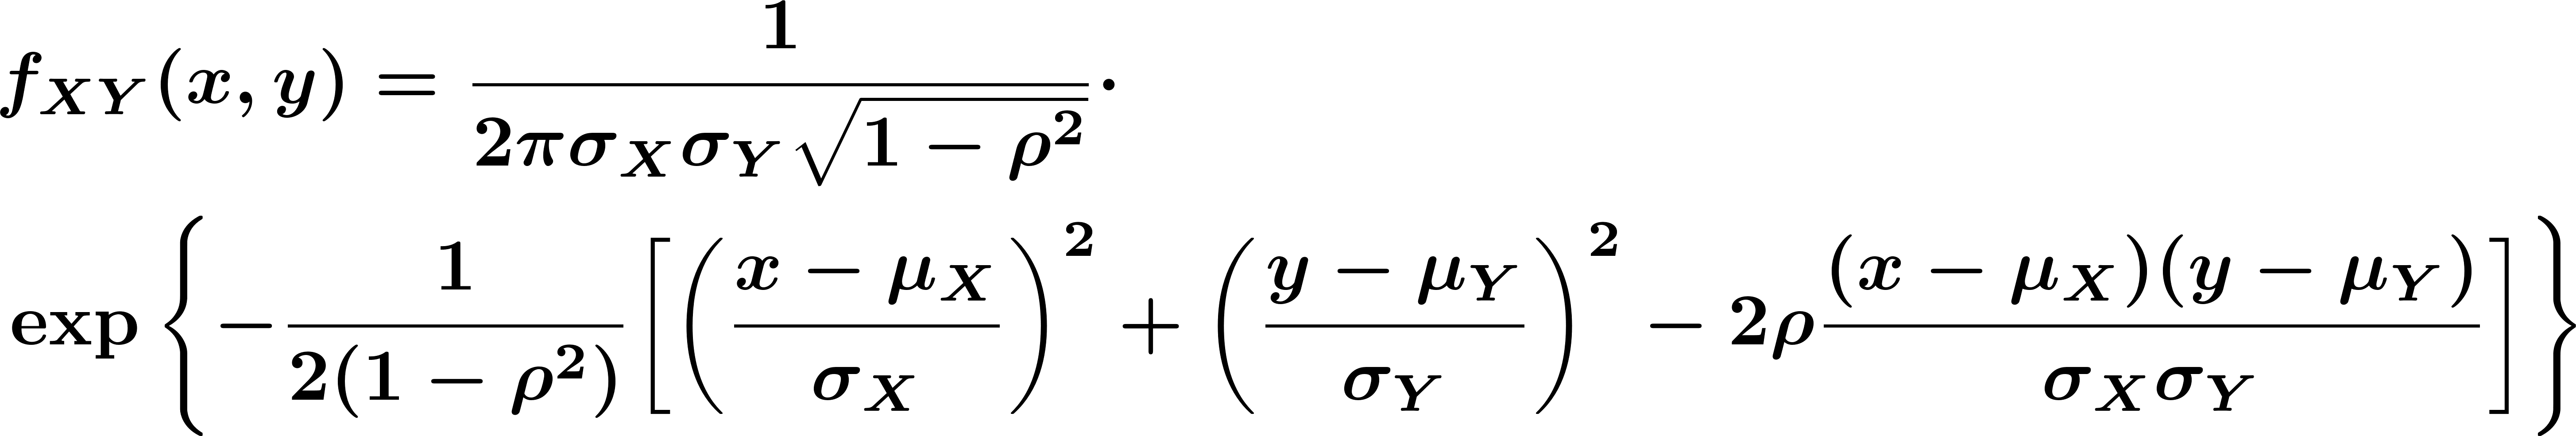 f_{XY}(x, y) = \frac{1}{2\pi\sigma_X\sigma_Y\sqrt{1-\rho^2}} \cdot
\exp\left\{-\frac{1}{2(1-\rho^2)}\left[\left(\frac{x-\mu_X}{\sigma_X}\right)^2+\left(\frac{y-\mu_Y}{\sigma_Y}\right)^2-2\rho\frac{(x-\mu_X)(y-\mu_Y)}{\sigma_X\sigma_Y}\right]\right\}